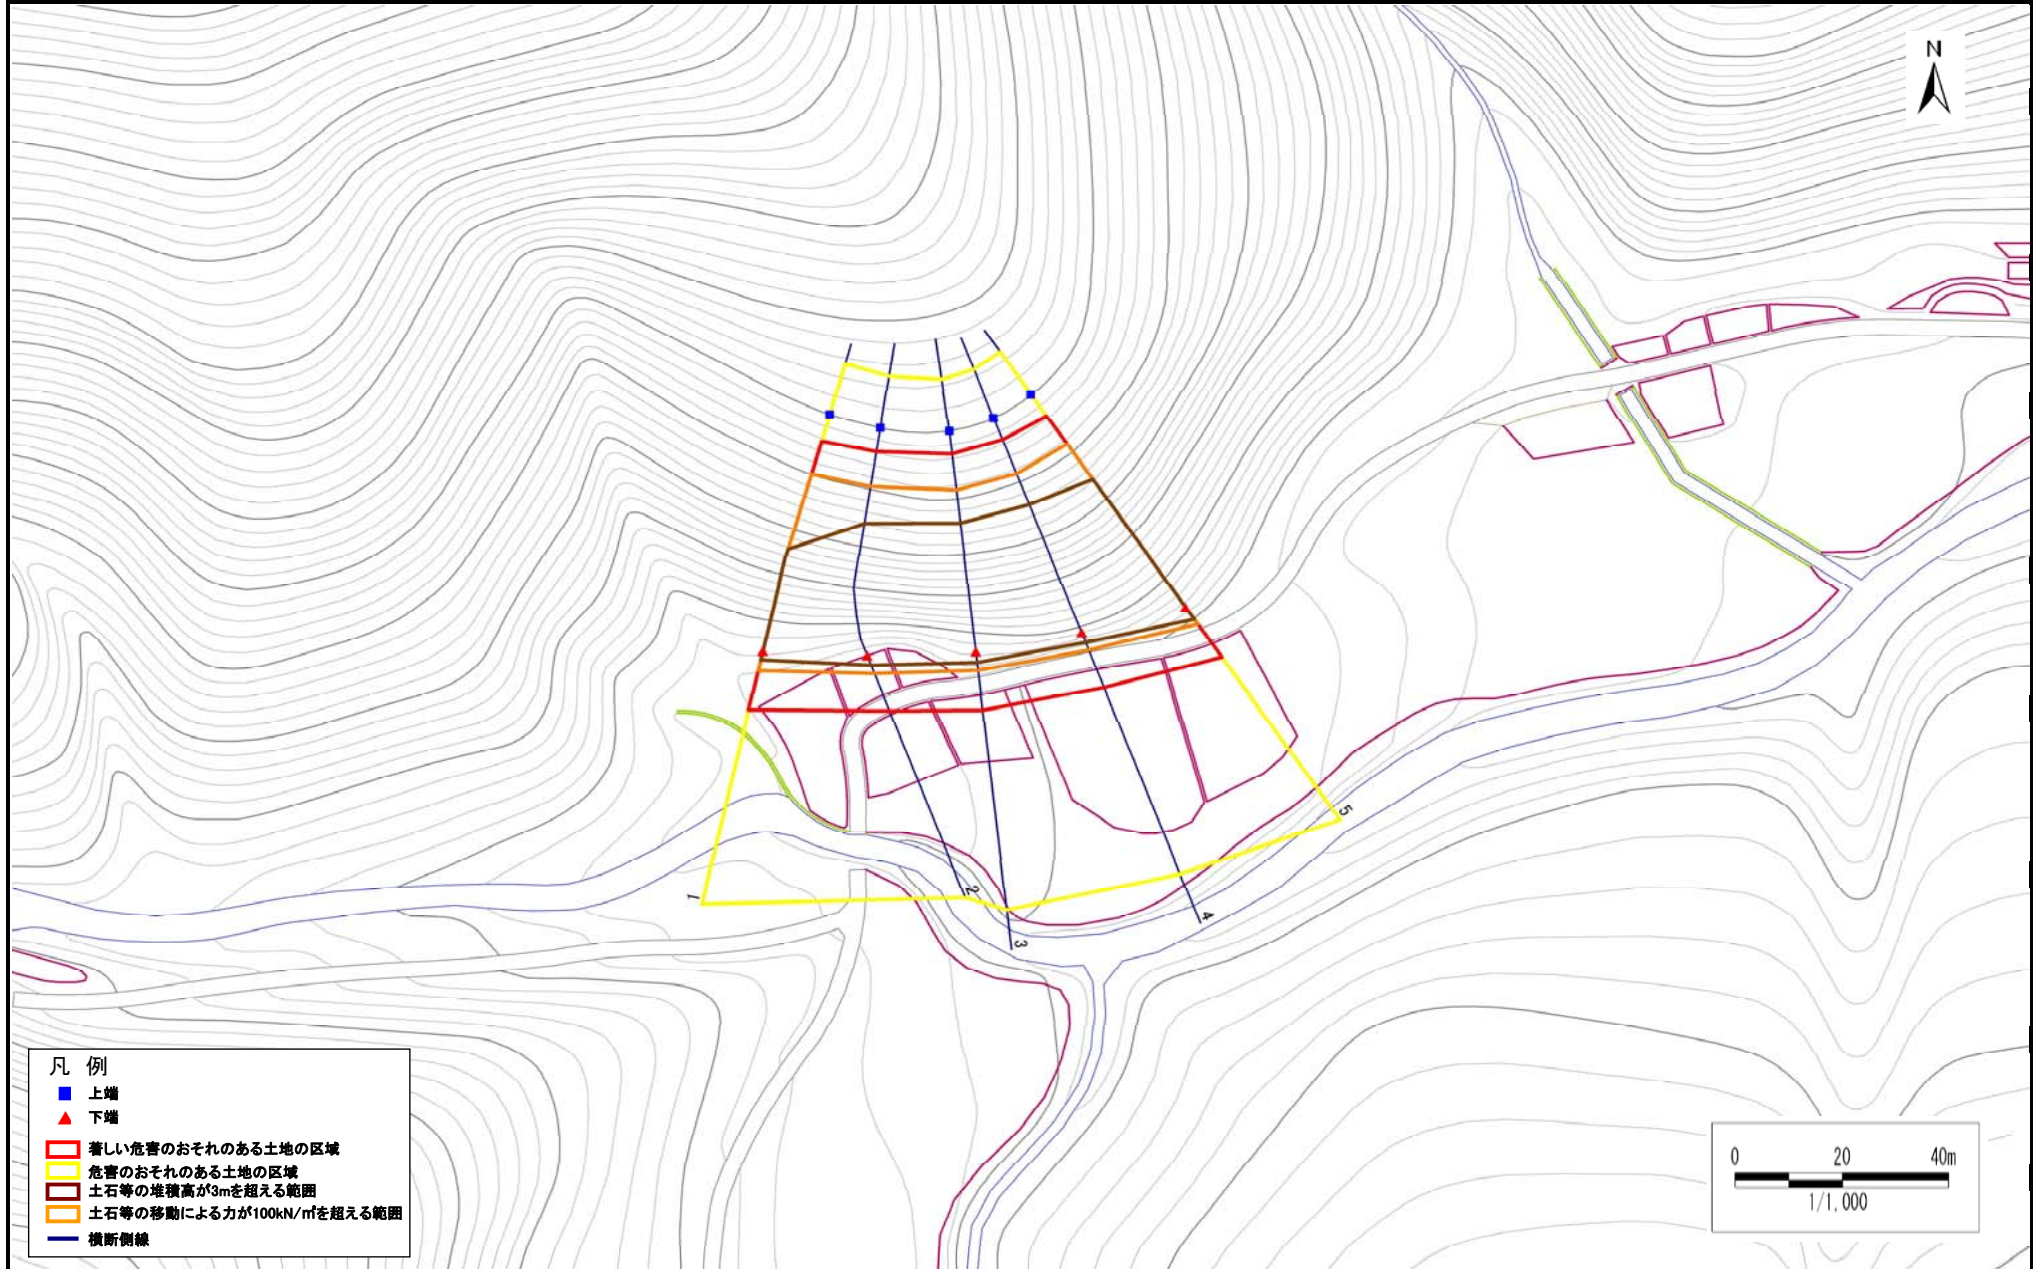 N
1
2
3
4
5
凡 例
上端
下端
著しい危害のおそれのある土地の区域
危害のおそれのある土地の区域
土石等の堆積高が3mを超える範囲
土石等の移動による力が100kN/㎡を超える範囲
横断側線
0 20 40m
1/1,000